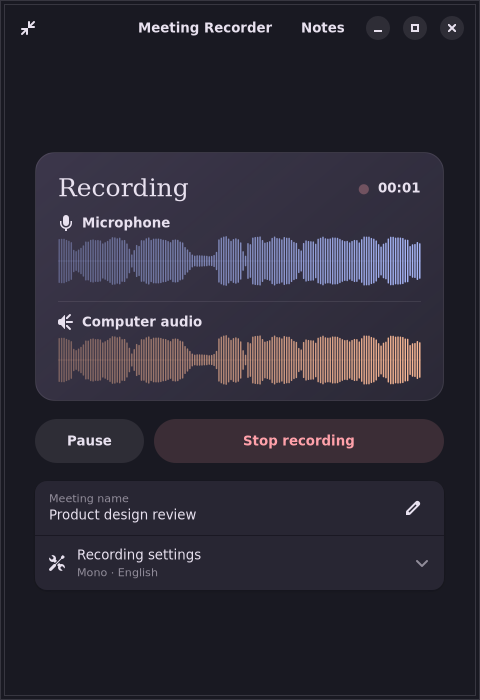 Meeting Recorder
Notes
Recording
00:01
Microphone
Computer audio
Pause
Stop recording
Meeting name
Product design review
Recording settings
Mono · English